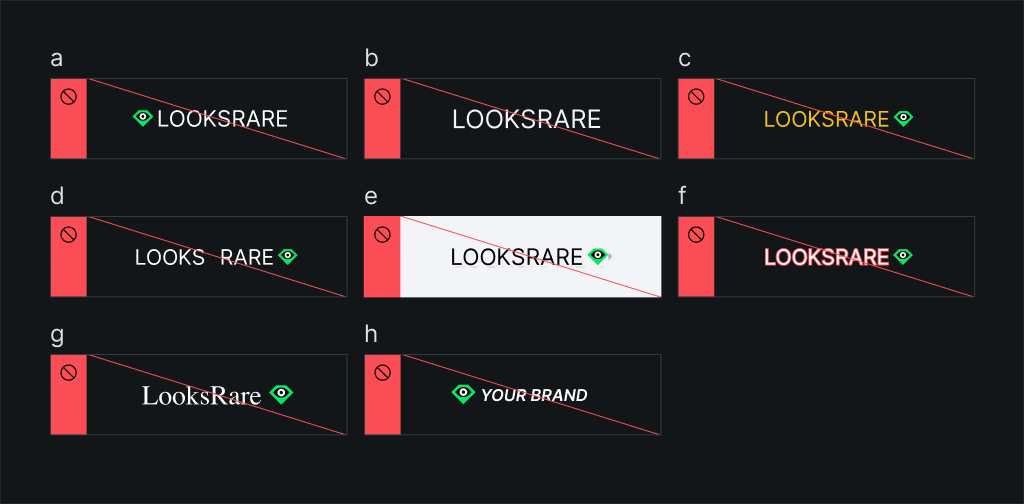 a
b
c
LOOKSRARE
LOOKSRARE
LOOKSRARE
d
e
f
LOOKS RARE
LOOKSRARE
LOOKSRARE
g
h
LooksRare
YOUR BRAND